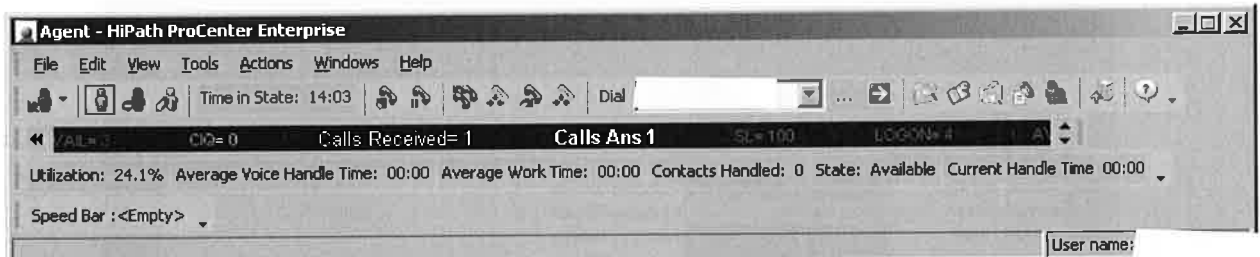 Agent - HiPath ProCenter Enterprise
File Edit View Tools Actions Windows Help
Time in State: 14:03 Dial ...
CIQ= 0 Calls Received= 1 Calls Ans 1 SL= 100 LOGON= 4
Utilization: 24.1% Average Voice Handle Time: 00:00 Average Work Time: 00:00 Contacts Handled: 0 State: Available Current Handle Time 00:00
Speed Bar :<Empty>
User name: